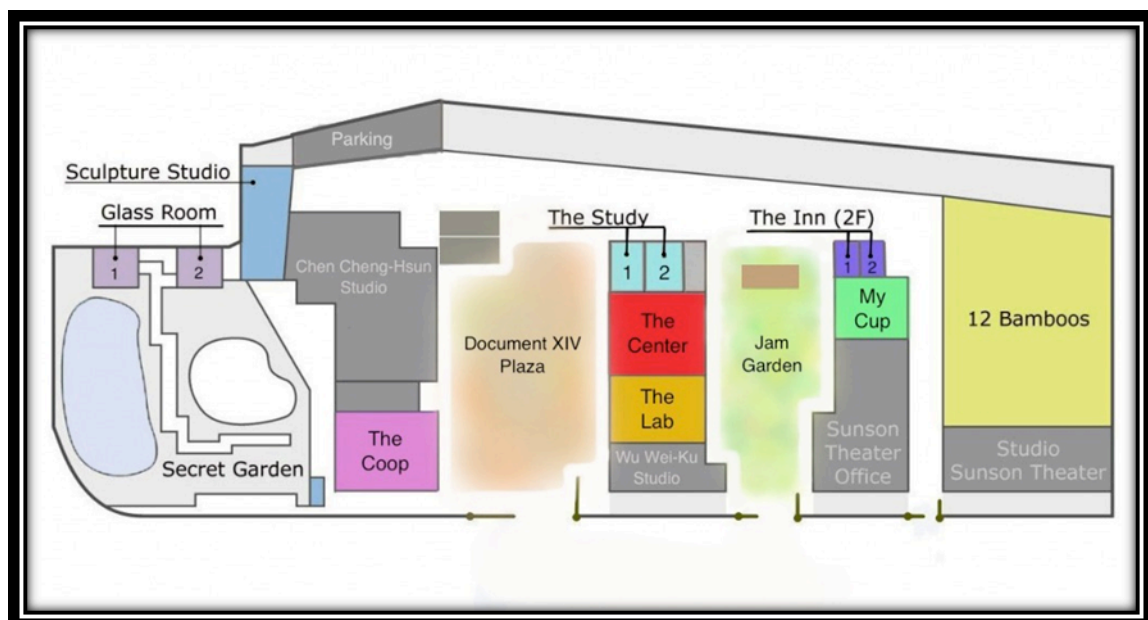 Parking
Sculpture Studio
Glass Room
1
2
Chen Cheng-Hsun
Studio
The Study
1
2
The Inn (2F)
1
2
My
Cup
12 Bamboos
The
Center
Document XIV
Plaza
Jam
Garden
The
Lab
The
Coop
Secret Garden
Wu Wei-Ku
Studio
Sunson
Theater
Office
Studio
Sunson Theater